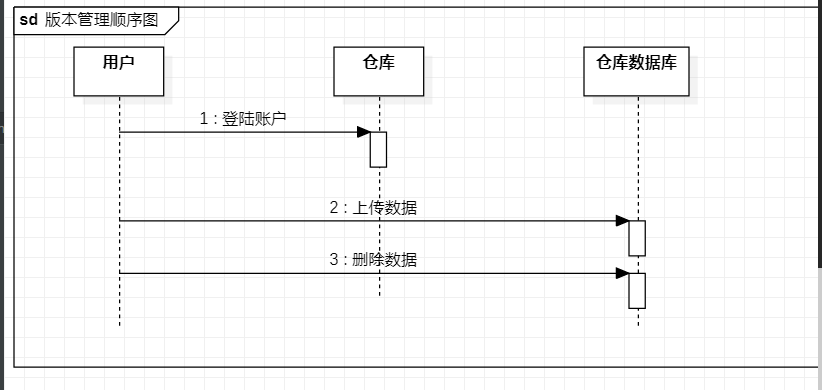 sd 版本管理顺序图
用户
仓库
仓库数据库
1 : 登陆账户
2 : 上传数据
3 : 删除数据